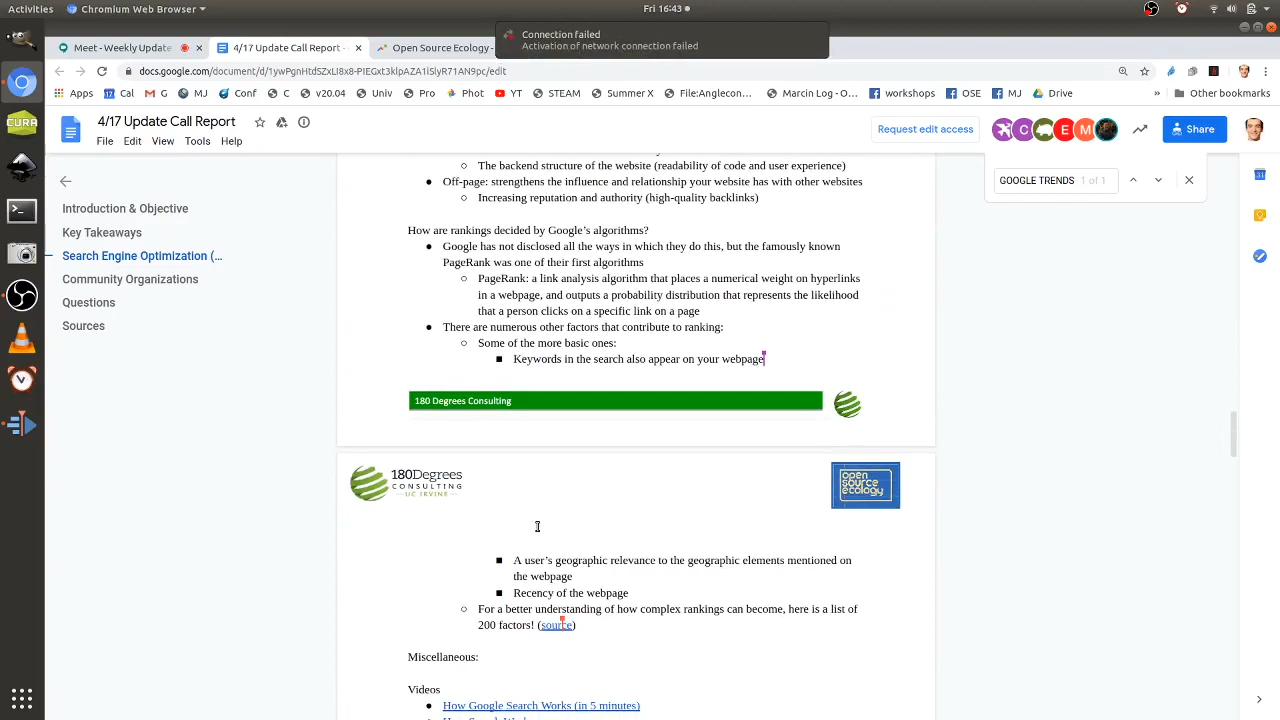 Activities
Chromium Web Browser
Fri 16:43
Connection failed
Activation of network connection failed
Meet - Weekly Update
4/17 Update Call Report -
Open Source Ecology -
docs.google.com/document/d/1ywPgnHtdSZxLI8x8-PIEGxt3klpAZA1iSlyR71AN9pc/edit
Apps
Cal
G
MJ
Conf
C
v20.04
Univ
Pro
Phot
YT
STEAM
Summer X
File:Anglecon...
Marcin Log - O...
workshops
OSE
MJ
Drive
»
Other bookmarks
4/17 Update Call Report
File Edit View Tools Help
Request edit access
C E M
Share
GOOGLE TRENDS 1 of 1
Introduction & Objective
Key Takeaways
Search Engine Optimization (...
Community Organizations
Questions
Sources
The backend structure of the website (readability of code and user experience)
Off-page: strengthens the influence and relationship your website has with other websites
Increasing reputation and authority (high-quality backlinks)
How are rankings decided by Google's algorithms?
Google has not disclosed all the ways in which they do this, but the famously known
PageRank was one of their first algorithms
PageRank: a link analysis algorithm that places a numerical weight on hyperlinks
in a webpage, and outputs a probability distribution that represents the likelihood
that a person clicks on a specific link on a page
There are numerous other factors that contribute to ranking:
Some of the more basic ones:
Keywords in the search also appear on your webpage
180 Degrees Consulting
180Degrees
CONSULTING
UC IRVINE
open
source
ecology
A user's geographic relevance to the geographic elements mentioned on
the webpage
Recency of the webpage
For a better understanding of how complex rankings can become, here is a list of
200 factors! (source)
Miscellaneous:
Videos
How Google Search Works (in 5 minutes)
CURA
31